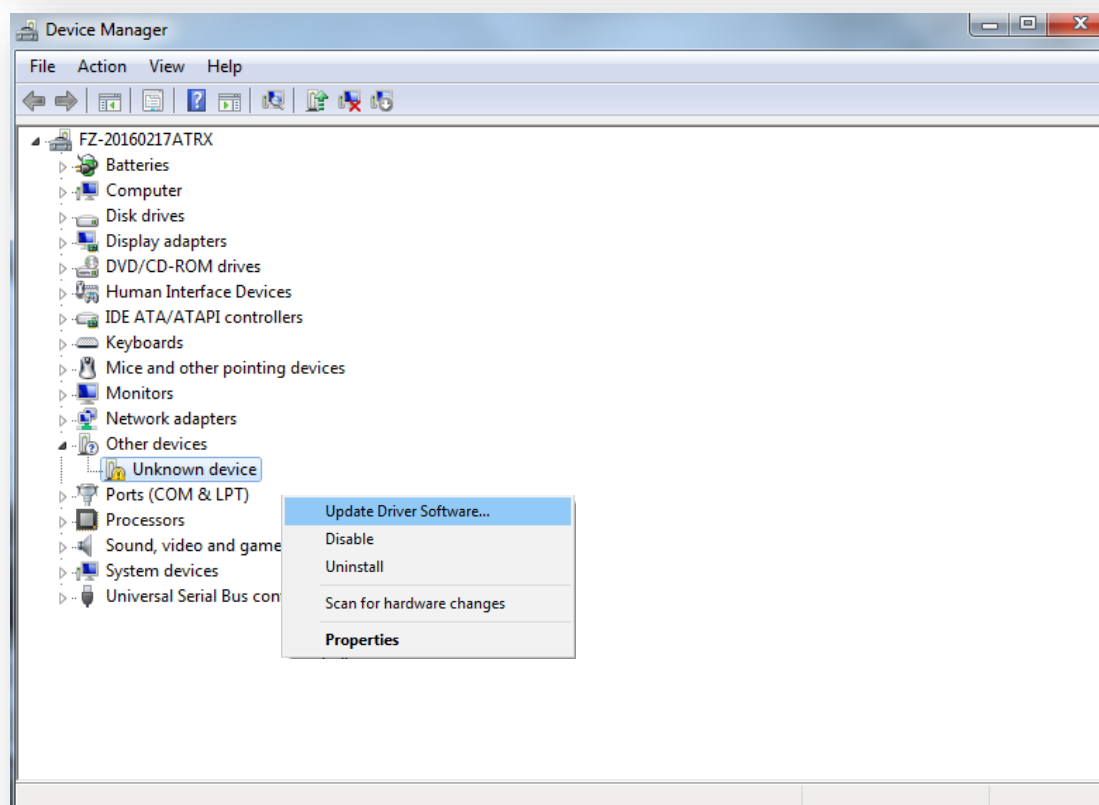 Device Manager
File Action View Help
FZ-20160217ATRX
Batteries
Computer
Disk drives
Display adapters
DVD/CD-ROM drives
Human Interface Devices
IDE ATA/ATAPI controllers
Keyboards
Mice and other pointing devices
Monitors
Network adapters
Other devices
Unknown device
Ports (COM & LPT)
Processors
Sound, video and game
System devices
Universal Serial Bus con
Update Driver Software...
Disable
Uninstall
Scan for hardware changes
Properties